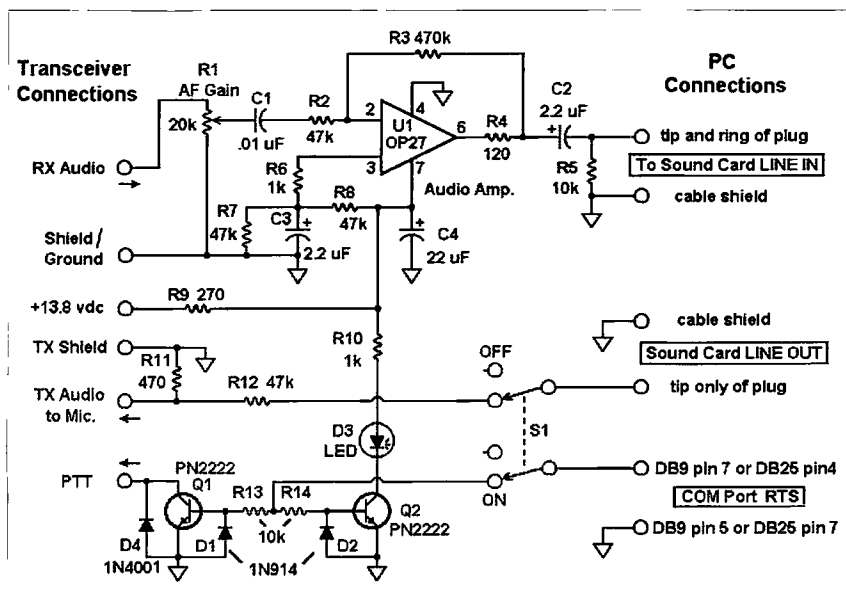 R3 470k
Transceiver
Connections
R1
AF Gain
20k
C1
.01 uF
R2
47k
2
4
U1
OP27
6
3
7
R4
120
C2
2.2 uF
+
PC
Connections
tip and ring of plug
To Sound Card LINE IN
R5
10k
cable shield
RX Audio
R6
1k
Audio Amp.
R7
47k
C3
+
2.2 uF
R8
47k
+
C4
22 uF
Shield /
Ground
+13.8 vdc
R9 270
TX Shield
R11
470
R10
1k
OFF
cable shield
Sound Card LINE OUT
TX Audio
to Mic.
R12 47k
tip only of plug
D3
LED
S1
PTT
PN2222
Q1
R13
R14
10k
Q2
PN2222
ON
DB9 pin 7 or DB25 pin4
COM Port RTS
DB9 pin 5 or DB25 pin 7
D4
1N4001
D1
1N914
D2